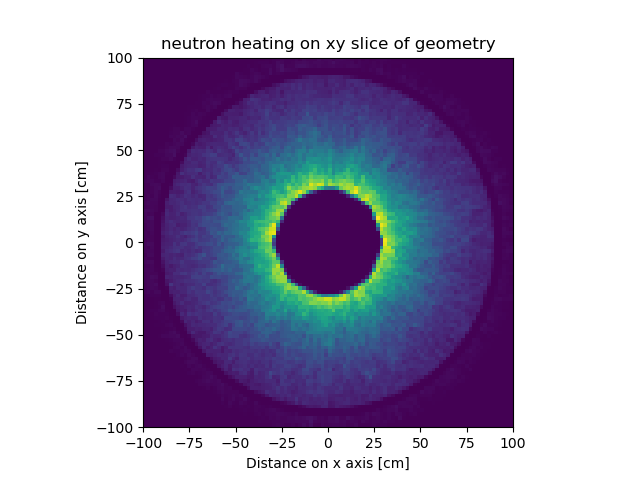 neutron heating on xy slice of geometry
100
75
50
25
0
−25
−50
−75
−100
Distance on y axis [cm]
−100 −75 −50 −25 0 25 50 75 100
Distance on x axis [cm]